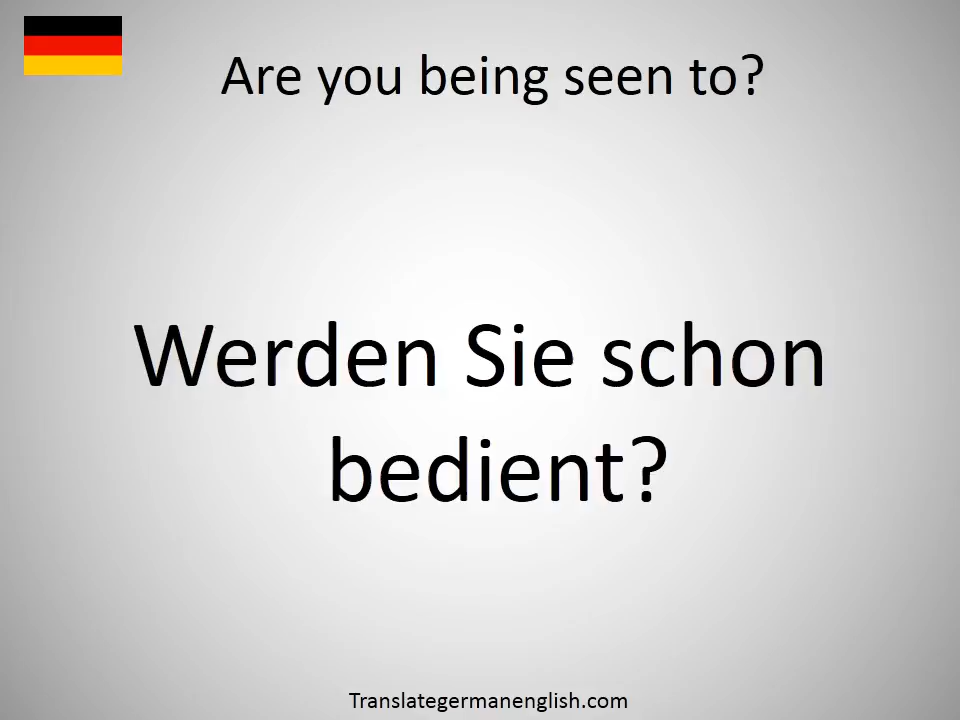 Are you being seen to?
Werden Sie schon
bedient?
Translategermanenglish.com